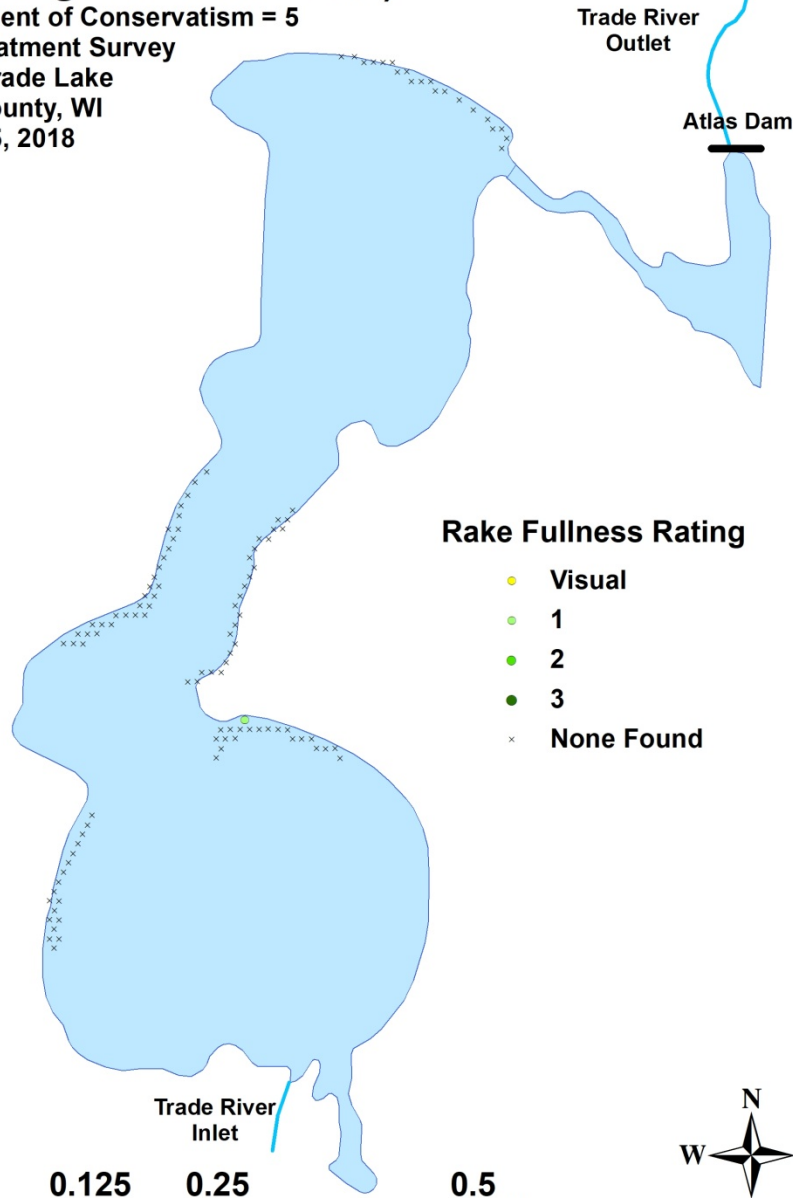 ent of Conservatism = 5
atment Survey
rade Lake
ounty, WI
, 2018
Trade River
Outlet
Atlas Dam
Rake Fullness Rating
Visual
1
2
3
None Found
Trade River
Inlet
N
W
0.125 0.25 0.5